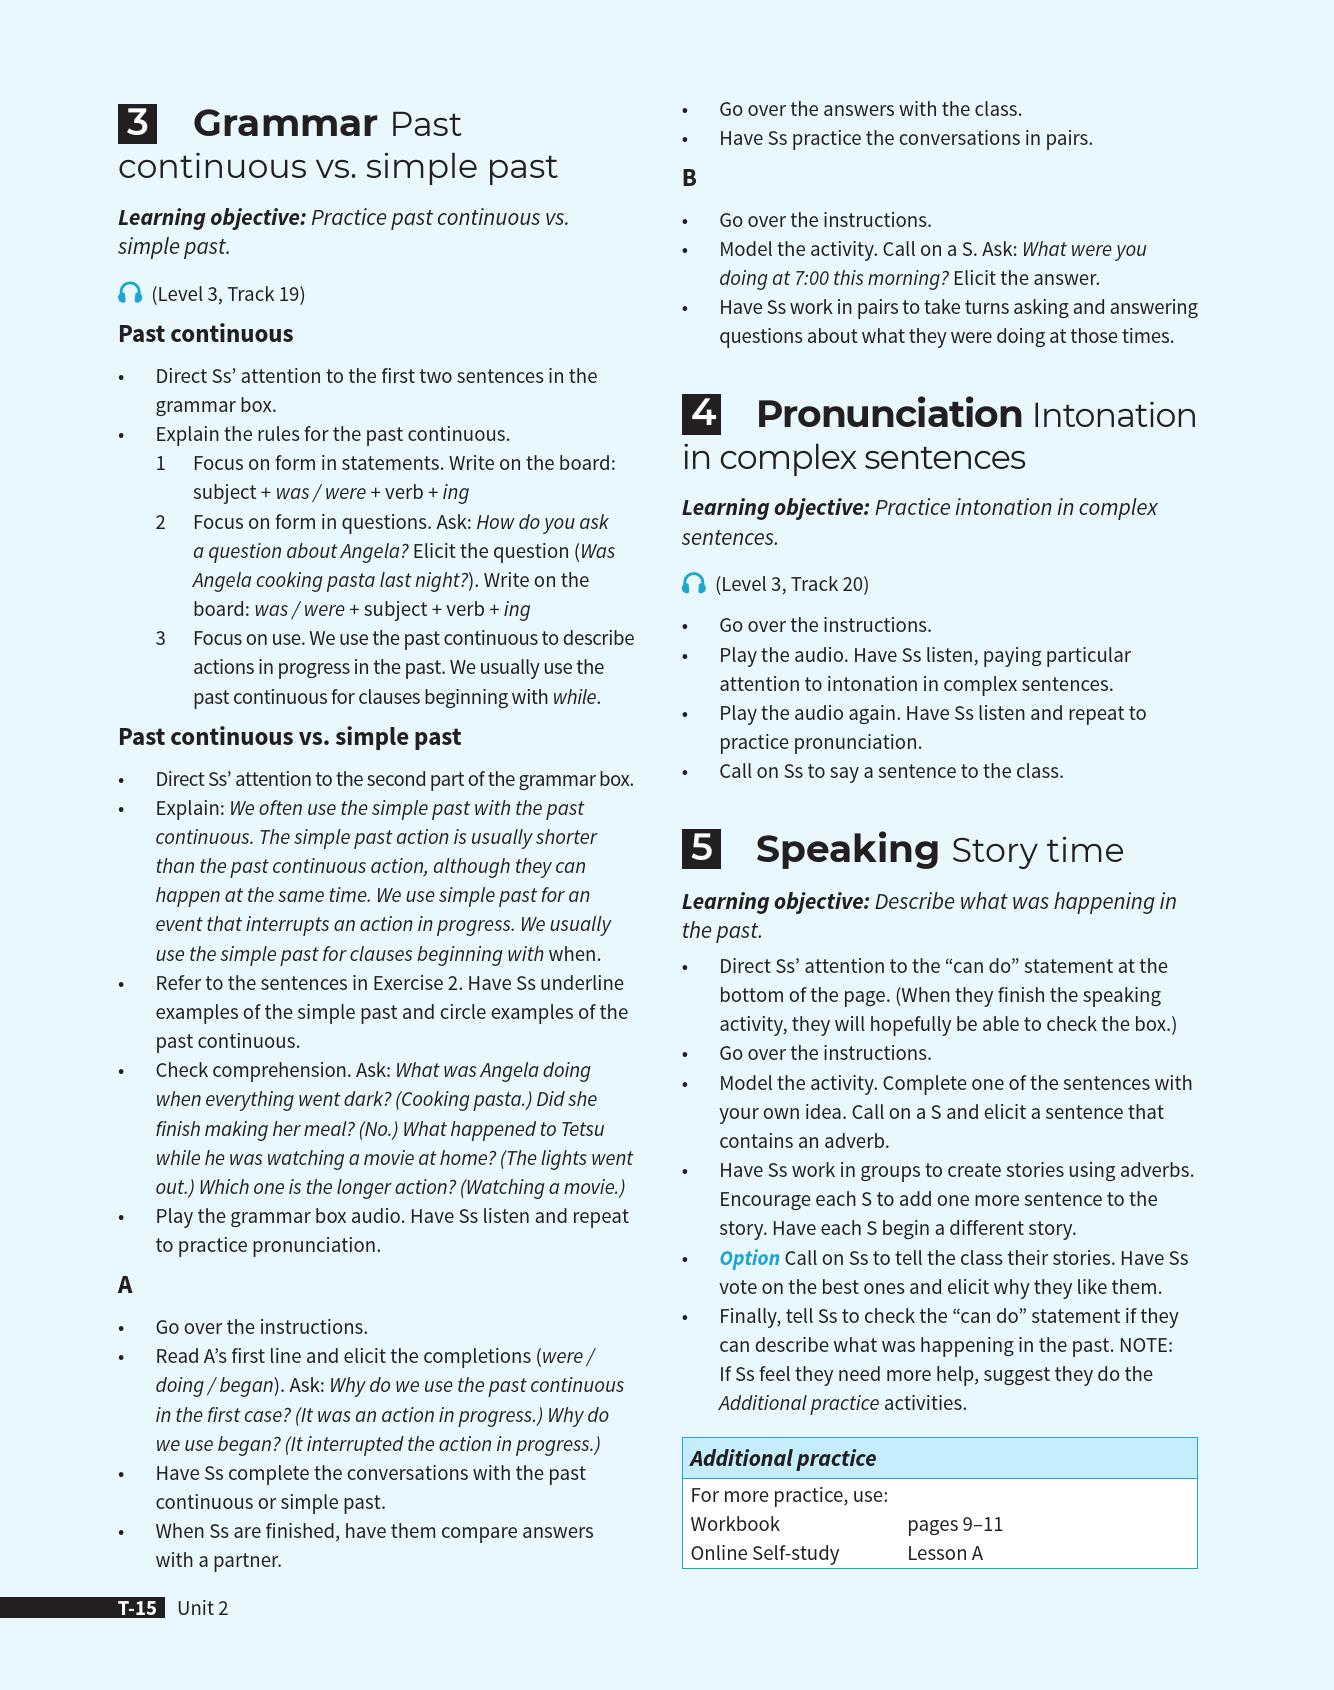 3 Grammar Past
continuous vs. simple past
Learning objective: Practice past continuous vs.
simple past.
(Level 3, Track 19)
Past continuous
• Direct Ss’ attention to the first two sentences in the
grammar box.
• Explain the rules for the past continuous.
1 Focus on form in statements. Write on the board:
subject + was / were + verb + ing
2 Focus on form in questions. Ask: How do you ask
a question about Angela? Elicit the question (Was
Angela cooking pasta last night?). Write on the
board: was / were + subject + verb + ing
3 Focus on use. We use the past continuous to describe
actions in progress in the past. We usually use the
past continuous for clauses beginning with while.
Past continuous vs. simple past
• Direct Ss’ attention to the second part of the grammar box.
• Explain: We often use the simple past with the past
continuous. The simple past action is usually shorter
than the past continuous action, although they can
happen at the same time. We use simple past for an
event that interrupts an action in progress. We usually
use the simple past for clauses beginning with when.
• Refer to the sentences in Exercise 2. Have Ss underline
examples of the simple past and circle examples of the
past continuous.
• Check comprehension. Ask: What was Angela doing
when everything went dark? (Cooking pasta.) Did she
finish making her meal? (No.) What happened to Tetsu
while he was watching a movie at home? (The lights went
out.) Which one is the longer action? (Watching a movie.)
• Play the grammar box audio. Have Ss listen and repeat
to practice pronunciation.
A
• Go over the instructions.
• Read A’s first line and elicit the completions (were /
doing / began). Ask: Why do we use the past continuous
in the first case? (It was an action in progress.) Why do
we use began? (It interrupted the action in progress.)
• Have Ss complete the conversations with the past
continuous or simple past.
• When Ss are finished, have them compare answers
with a partner.
• Go over the answers with the class.
• Have Ss practice the conversations in pairs.
B
• Go over the instructions.
• Model the activity. Call on a S. Ask: What were you
doing at 7:00 this morning? Elicit the answer.
• Have Ss work in pairs to take turns asking and answering
questions about what they were doing at those times.
4 Pronunciation Intonation
in complex sentences
Learning objective: Practice intonation in complex
sentences.
(Level 3, Track 20)
• Go over the instructions.
• Play the audio. Have Ss listen, paying particular
attention to intonation in complex sentences.
• Play the audio again. Have Ss listen and repeat to
practice pronunciation.
• Call on Ss to say a sentence to the class.
5 Speaking Story time
Learning objective: Describe what was happening in
the past.
• Direct Ss’ attention to the “can do” statement at the
bottom of the page. (When they finish the speaking
activity, they will hopefully be able to check the box.)
• Go over the instructions.
• Model the activity. Complete one of the sentences with
your own idea. Call on a S and elicit a sentence that
contains an adverb.
• Have Ss work in groups to create stories using adverbs.
Encourage each S to add one more sentence to the
story. Have each S begin a different story.
• Option Call on Ss to tell the class their stories. Have Ss
vote on the best ones and elicit why they like them.
• Finally, tell Ss to check the “can do” statement if they
can describe what was happening in the past. NOTE:
If Ss feel they need more help, suggest they do the
Additional practice activities.
Additional practice
For more practice, use:
Workbook pages 9–11
Online Self-study Lesson A
T-15 Unit 2